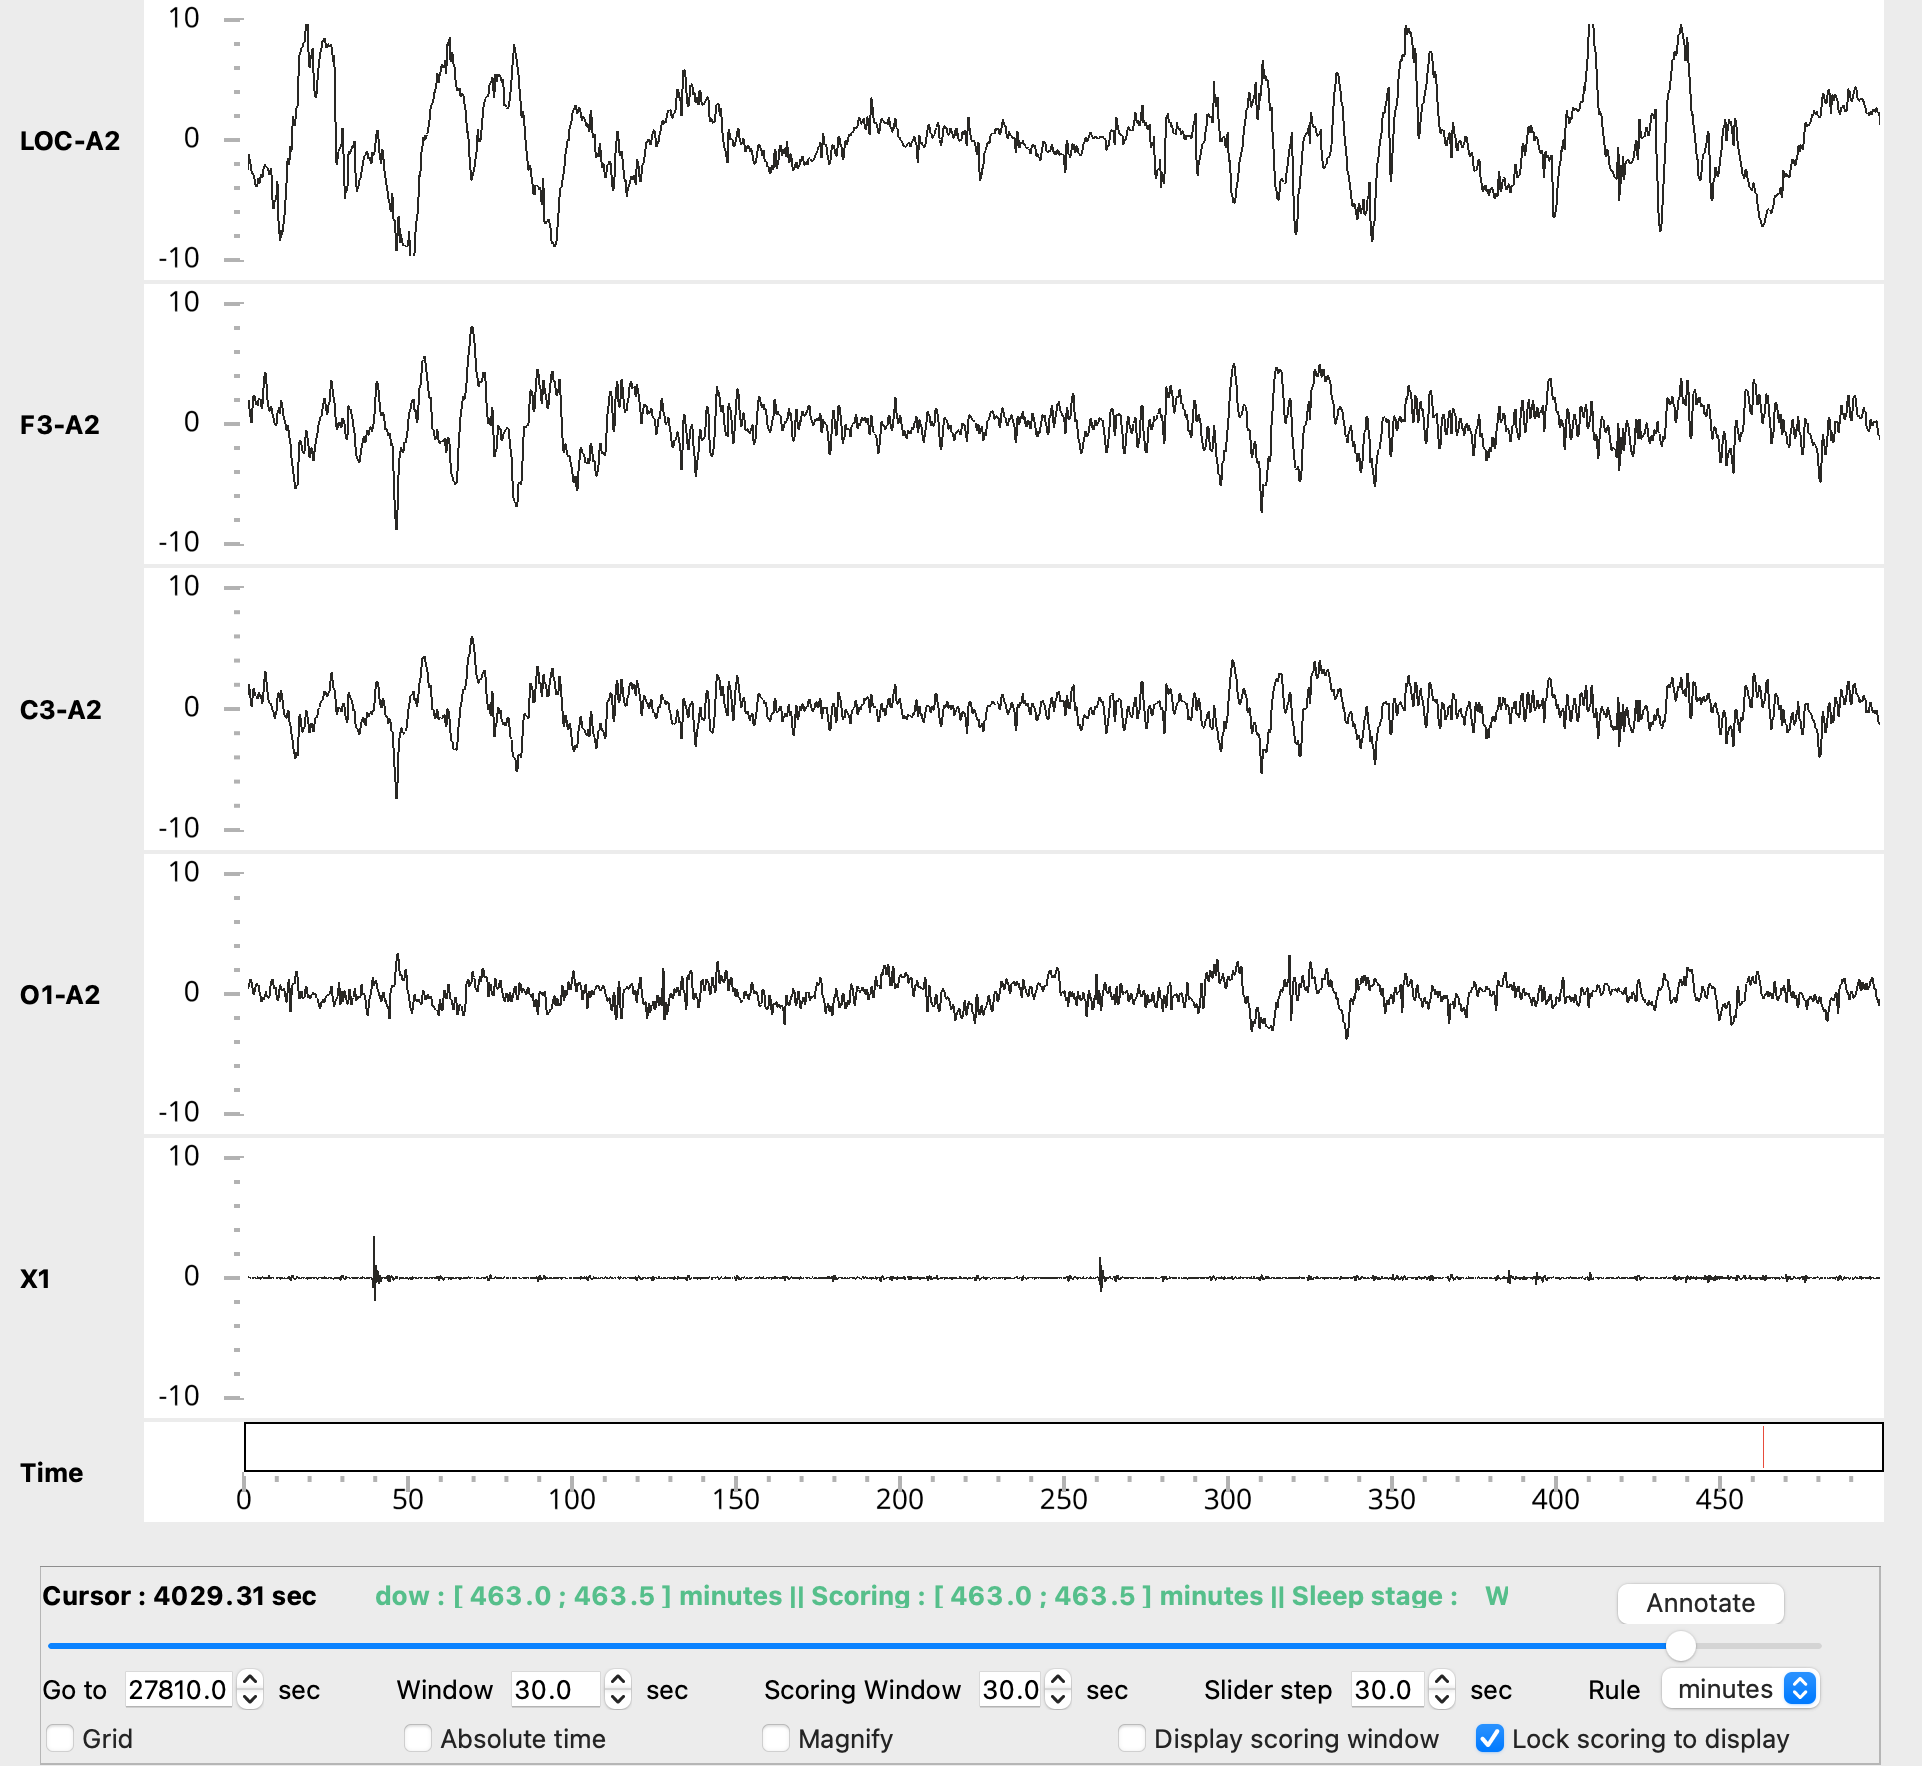 10
LOC-A2
0
-10
10
F3-A2
0
-10
10
C3-A2
0
-10
10
O1-A2
0
-10
10
X1
0
-10
Time
0 50 100 150 200 250 300 350 400 450
Cursor : 4029.31 sec dow : [ 463.0 ; 463.5 ] minutes || Scoring : [ 463.0 ; 463.5 ] minutes || Sleep stage : W Annotate
Go to 27810.0 sec Window 30.0 sec Scoring Window 30.0 sec Slider step 30.0 sec Rule minutes
Grid Absolute time Magnify Display scoring window Lock scoring to display